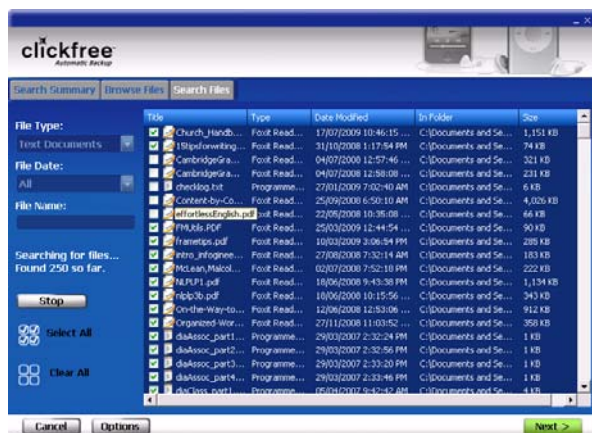 clickfree
Automatic Backup
Search Summary Browse Files Search Files
File Type:
Text Documents
File Date:
All
File Name:
Searching for files...
Found 250 so far.
Stop
Select All
Clear All
Title Type Date Modified In Folder Size
Church_Handb... Foxit Read... 17/07/2009 10:46:15 ... C:\Documents and Se... 1,151 KB
15tipsforwriting... Foxit Read... 31/10/2008 1:17:54 PM C:\Documents and Se... 74 KB
CambridgeGra... Foxit Read... 04/07/2008 12:57:46 ... C:\Documents and Se... 321 KB
CambridgeGra... Foxit Read... 04/07/2008 12:58:08 ... C:\Documents and Se... 231 KB
checklog.txt Programme... 27/01/2009 7:02:40 AM C:\Documents and Se... 6 KB
Content-by-Co... Foxit Read... 25/09/2008 6:50:10 AM C:\Documents and Se... 4,026 KB
effortlessEnglish.pdf Foxit Read... 22/05/2008 10:35:08 ... C:\Documents and Se... 66 KB
FMUtils.PDF Foxit Read... 25/03/2009 12:44:54 ... C:\Documents and Se... 90 KB
frametips.pdf Foxit Read... 10/03/2009 3:06:54 PM C:\Documents and Se... 285 KB
intro_infoginee... Foxit Read... 27/08/2008 7:32:14 AM C:\Documents and Se... 183 KB
McLean,Malcol... Foxit Read... 02/07/2008 7:52:18 PM C:\Documents and Se... 222 KB
NLPLP1.pdf Foxit Read... 18/06/2008 9:43:38 PM C:\Documents and Se... 1,134 KB
nlplp3b.pdf Foxit Read... 18/06/2008 10:15:56 ... C:\Documents and Se... 343 KB
On-the-Way-to... Foxit Read... 12/06/2008 12:53:06 ... C:\Documents and Se... 912 KB
Organized-Wor... Foxit Read... 27/11/2008 11:03:52 ... C:\Documents and Se... 358 KB
diaAssoc_part1... Programme... 29/03/2007 2:32:24 PM C:\Documents and Se... 1 KB
diaAssoc_part2... Programme... 29/03/2007 2:32:56 PM C:\Documents and Se... 1 KB
diaAssoc_part3... Programme... 29/03/2007 2:33:20 PM C:\Documents and Se... 1 KB
diaAssoc_part4... Programme... 29/03/2007 2:33:46 PM C:\Documents and Se... 1 KB
diaClass_part1... Programme... 05/04/2007 9:42:42 AM C:\Documents and Se... 4 KB
Cancel Options Next >